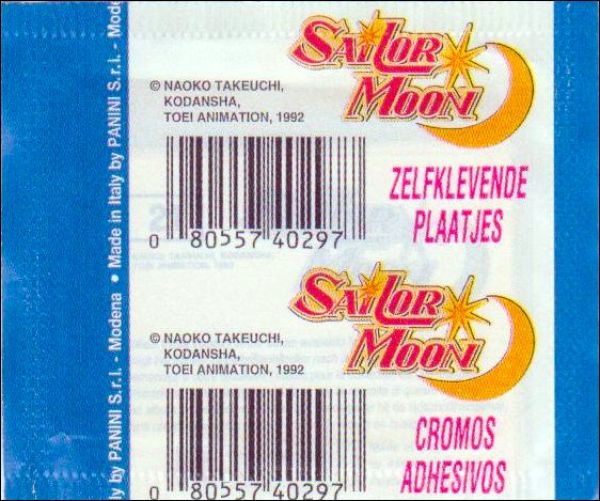 SAILOR
MOON
© NAOKO TAKEUCHI,
KODANSHA,
TOEI ANIMATION, 1992
0 80557 40297
ZELFKLEVENDE
PLAATJES
SAILOR
MOON
© NAOKO TAKEUCHI,
KODANSHA,
TOEI ANIMATION, 1992
0 80557 40297
CROMOS
ADHESIVOS
ly by PANINI S.r.l. - Modena • Made in Italy by PANINI S.r.l. - Mode